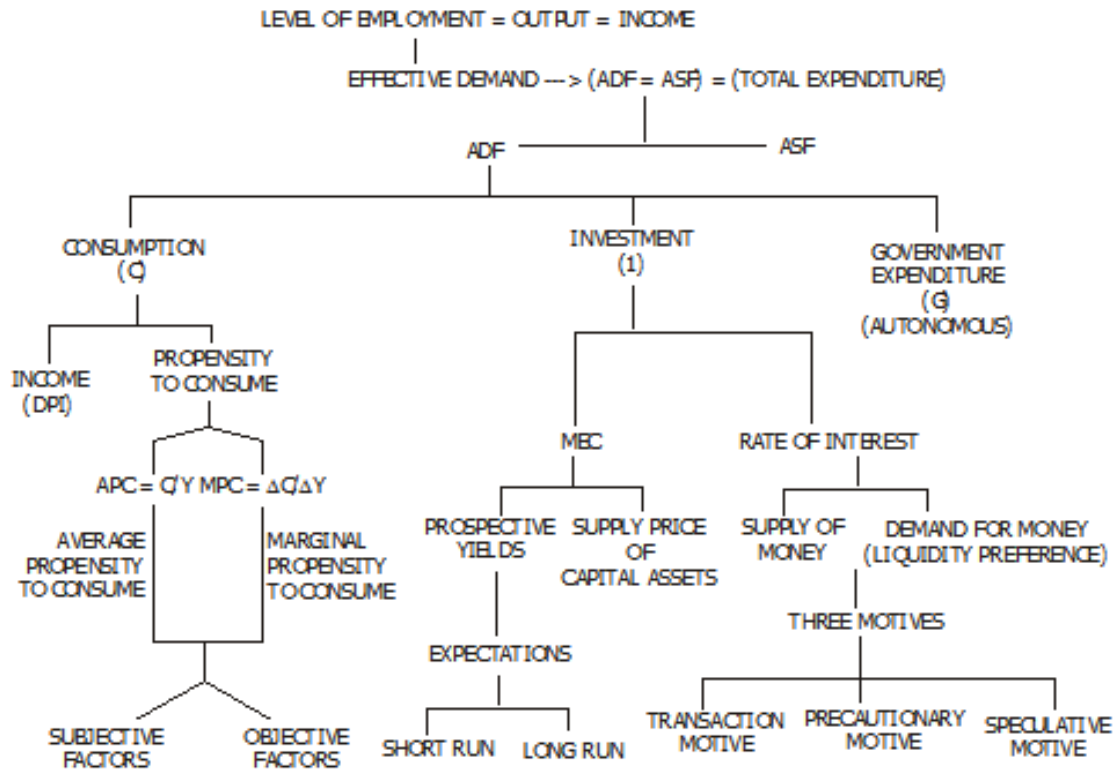 LEVEL OF EMPLOYMENT = OUTPUT = INCOME
EFFECTIVE DEMAND ---> (ADF = ASF) = (TOTAL EXPENDITURE)
ADF
ASF
CONSUMPTION
(C)
INVESTMENT
(1)
GOVERNMENT
EXPENDITURE
(G)
(AUTONOMOUS)
INCOME
(DPI)
PROPENSITY
TO CONSUME
MEC
RATE OF INTEREST
APC = C/Y MPC = ΔC/ΔY
AVERAGE
PROPENSITY
TO CONSUME
MARGINAL
PROPENSITY
TO CONSUME
PROSPECTIVE
YIELDS
SUPPLY PRICE
OF
CAPITAL ASSETS
SUPPLY OF
MONEY
DEMAND FOR MONEY
(LIQUIDITY PREFERENCE)
THREE MOTIVES
EXPECTATIONS
SUBJECTIVE
FACTORS
OBJECTIVE
FACTORS
SHORT RUN
LONG RUN
TRANSACTION
MOTIVE
PRECAUTIONARY
MOTIVE
SPECULATIVE
MOTIVE